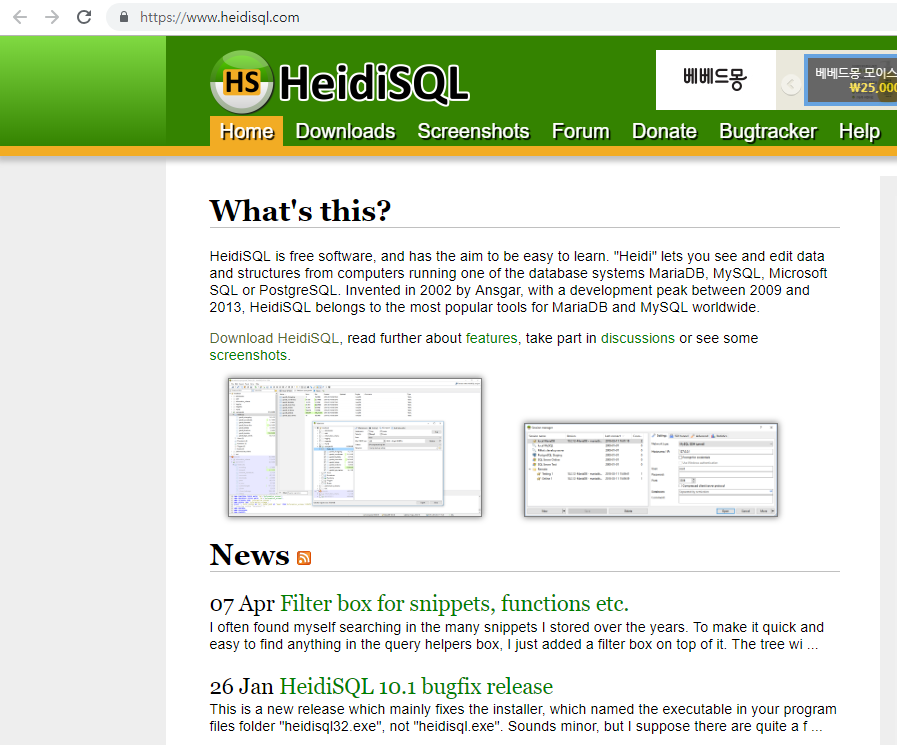 https://www.heidisql.com
HS HeidiSQL
베베드몽
베베드몽 모이스
₩25,000
Home Downloads Screenshots Forum Donate Bugtracker Help
What's this?
HeidiSQL is free software, and has the aim to be easy to learn. "Heidi" lets you see and edit data
and structures from computers running one of the database systems MariaDB, MySQL, Microsoft
SQL or PostgreSQL. Invented in 2002 by Ansgar, with a development peak between 2009 and
2013, HeidiSQL belongs to the most popular tools for MariaDB and MySQL worldwide.
Download HeidiSQL, read further about features, take part in discussions or see some
screenshots.
News
07 Apr Filter box for snippets, functions etc.
I often found myself searching in the many snippets I stored over the years. To make it quick and
easy to find anything in the query helpers box, I just added a filter box on top of it. The tree wi ...
26 Jan HeidiSQL 10.1 bugfix release
This is a new release which mainly fixes the installer, which named the executable in your program
files folder "heidisql32.exe", not "heidisql.exe". Sounds minor, but I suppose there are quite a f ...